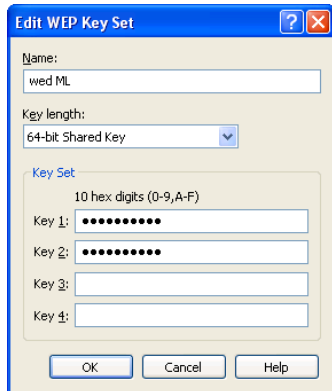 Edit WEP Key Set
Name:
wed ML
Key length:
64-bit Shared Key
Key Set
10 hex digits (0-9,A-F)
Key 1: ●●●●●●●●●●
Key 2: ●●●●●●●●●●
Key 3:
Key 4:
OK Cancel Help